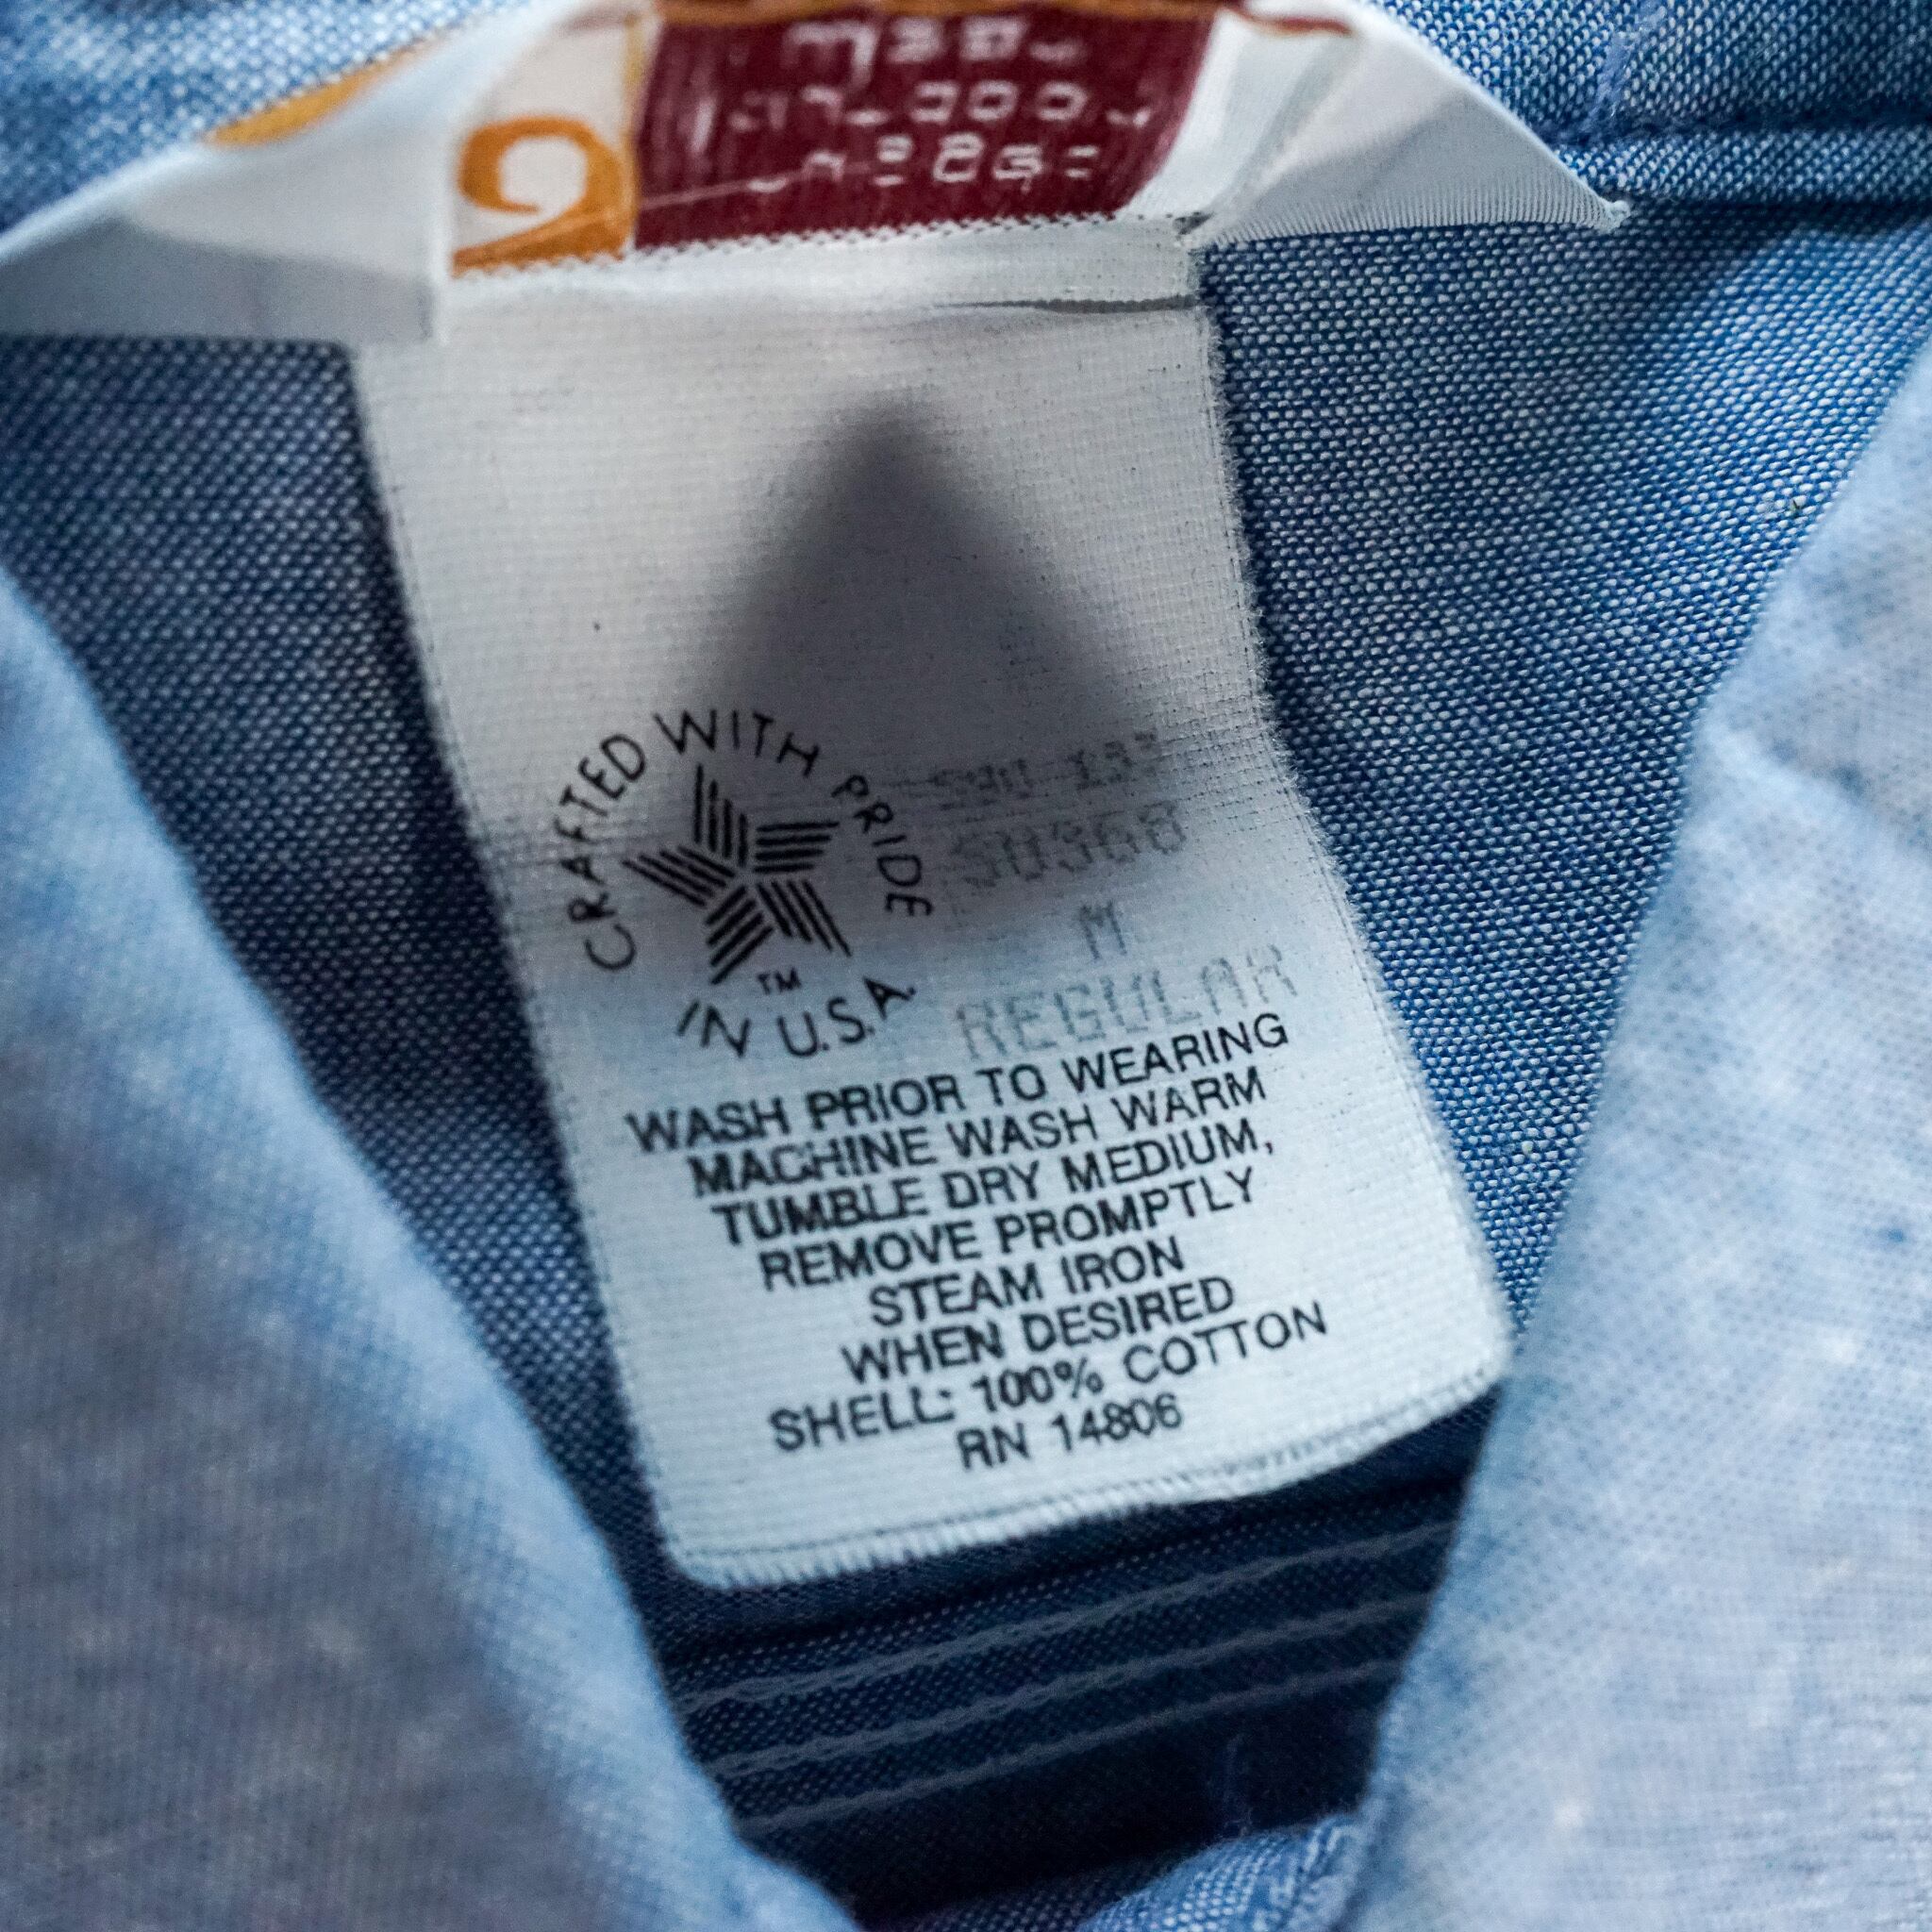 CRAFTED WITH PRIDE
TM
IN U.S.A.
M
REGULAR
WASH PRIOR TO WEARING
MACHINE WASH WARM
TUMBLE DRY MEDIUM,
REMOVE PROMPTLY
STEAM IRON
WHEN DESIRED
SHELL: 100% COTTON
RN 14806